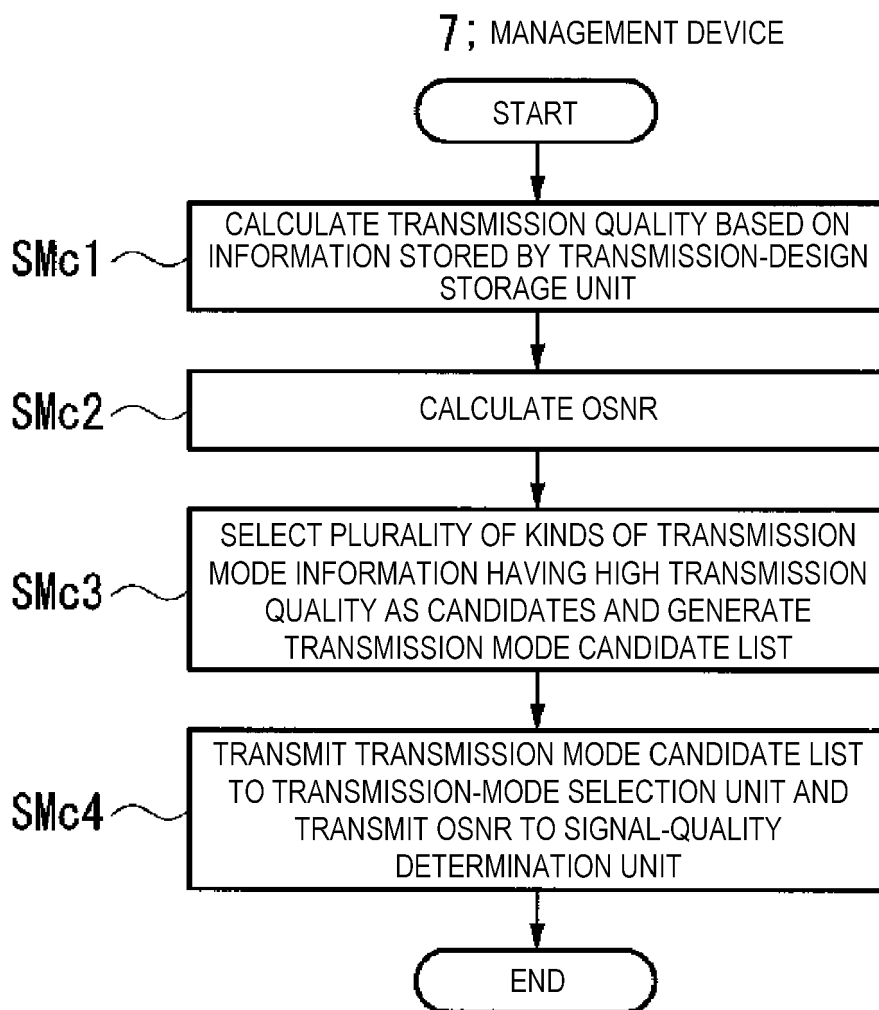 7; MANAGEMENT DEVICE
START
SMc1
CALCULATE TRANSMISSION QUALITY BASED ON
INFORMATION STORED BY TRANSMISSION-DESIGN
STORAGE UNIT
SMc2
CALCULATE OSNR
SMc3
SELECT PLURALITY OF KINDS OF TRANSMISSION
MODE INFORMATION HAVING HIGH TRANSMISSION
QUALITY AS CANDIDATES AND GENERATE
TRANSMISSION MODE CANDIDATE LIST
SMc4
TRANSMIT TRANSMISSION MODE CANDIDATE LIST
TO TRANSMISSION-MODE SELECTION UNIT AND
TRANSMIT OSNR TO SIGNAL-QUALITY
DETERMINATION UNIT
END